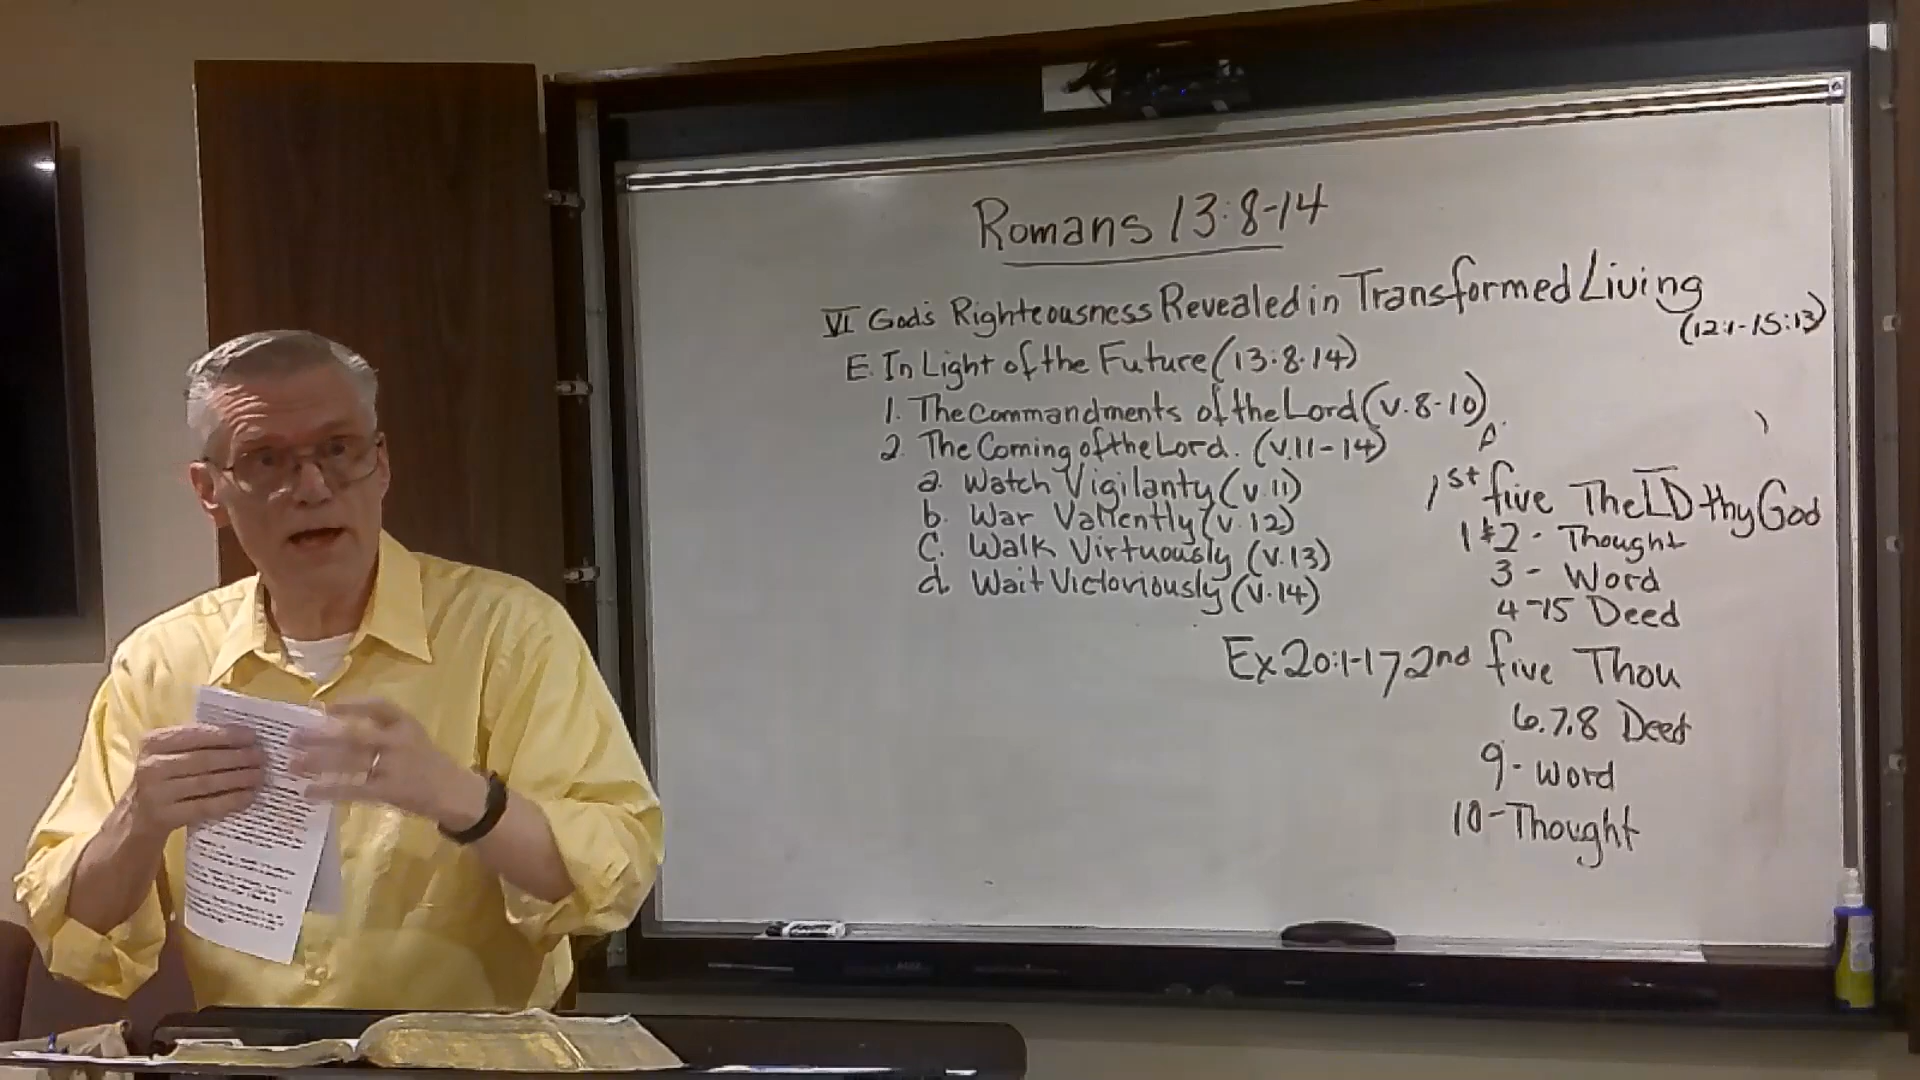 Romans 13:8-14
VI God's Righteousness Revealed in Transformed Living
(12:1-15:13)
E. In Light of the Future (13:8-14)
1. The Commandments of the Lord (v.8-10)
2. The Coming of the Lord. (v.11-14)
a. Watch Vigilanty (v.11)
b. War Valiently (v.12)
C. Walk Virtuously (v.13)
d. Wait Victoriously (v.14)
1st five The LD thy God
1 & 2 - Thought
3 - Word
4-15 Deed
Ex 20:1-17 2nd five Thou
6.7.8 Deed
9- word
10-Thought